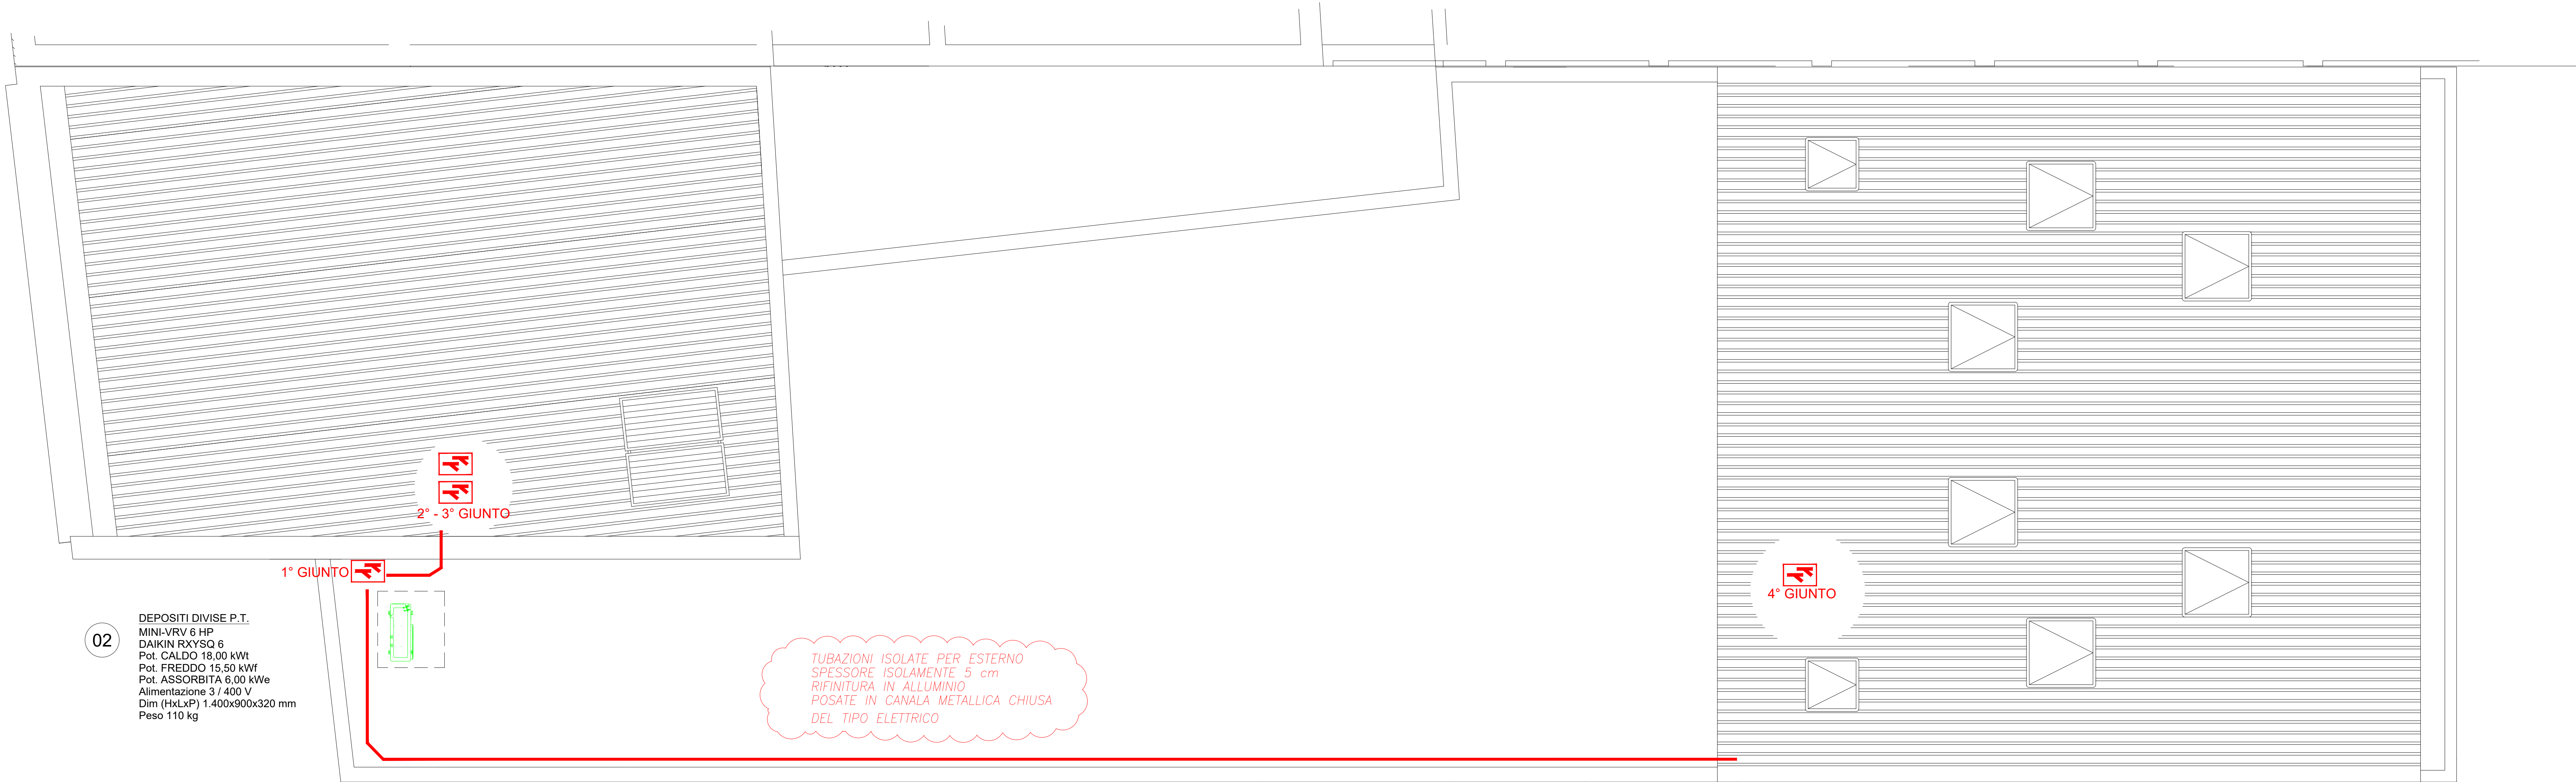 2° - 3° GIUNTO
1° GIUNTO
4° GIUNTO
02
DEPOSITI DIVISE P.T.
MINI-VRV 6 HP
DAIKIN RXYSQ 6
Pot. CALDO 18,00 kWt
Pot. FREDDO 15,50 kWf
Pot. ASSORBITA 6,00 kWe
Alimentazione 3 / 400 V
Dim (HxLxP) 1.400x900x320 mm
Peso 110 kg
TUBAZIONI ISOLATE PER ESTERNO
SPESSORE ISOLAMENTE 5 cm
RIFINITURA IN ALLUMINIO
POSATE IN CANALA METALLICA CHIUSA
DEL TIPO ELETTRICO